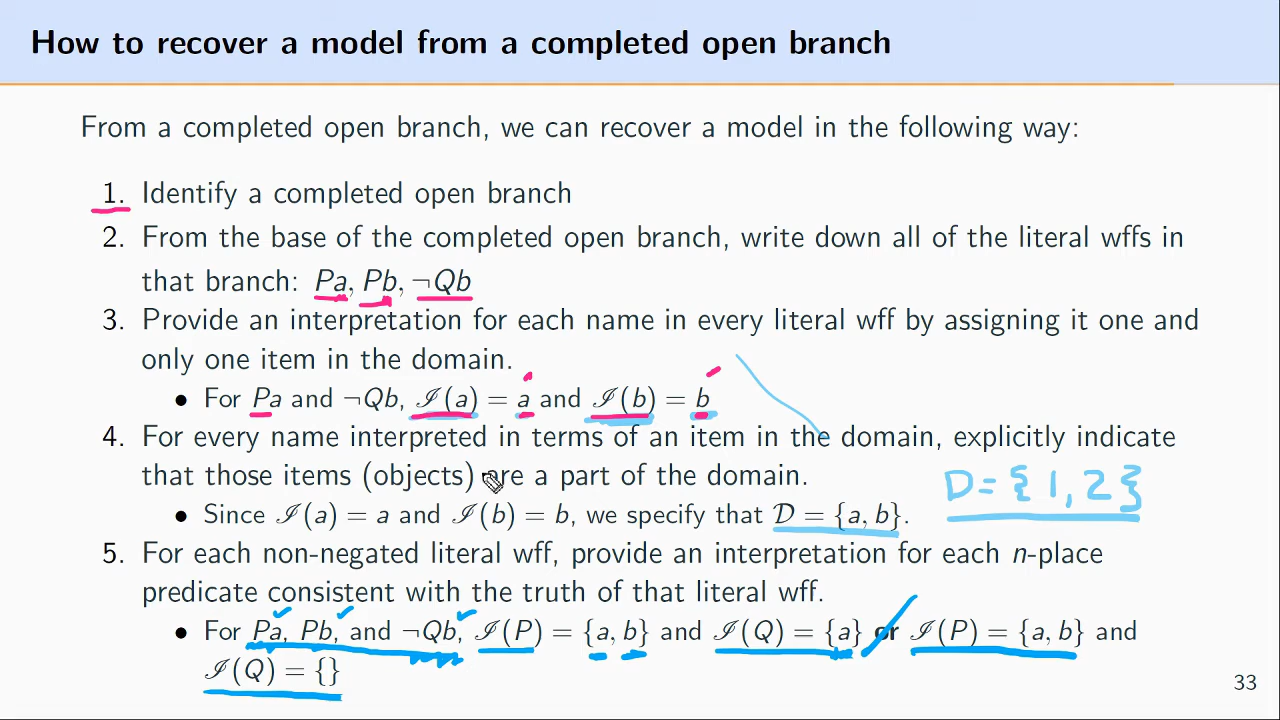 How to recover a model from a completed open branch
From a completed open branch, we can recover a model in the following way:
1. Identify a completed open branch
2. From the base of the completed open branch, write down all of the literal wffs in
that branch: Pa, Pb, ¬Qb
3. Provide an interpretation for each name in every literal wff by assigning it one and
only one item in the domain.
• For Pa and ¬Qb, ℐ(a) = a and ℐ(b) = b
4. For every name interpreted in terms of an item in the domain, explicitly indicate
that those items (objects) are a part of the domain.
D = {1, 2}
• Since ℐ(a) = a and ℐ(b) = b, we specify that 𝒟 = {a, b}.
5. For each non-negated literal wff, provide an interpretation for each n-place
predicate consistent with the truth of that literal wff.
• For Pa, Pb, and ¬Qb, ℐ(P) = {a, b} and ℐ(Q) = {a} or ℐ(P) = {a, b} and
ℐ(Q) = {}
33